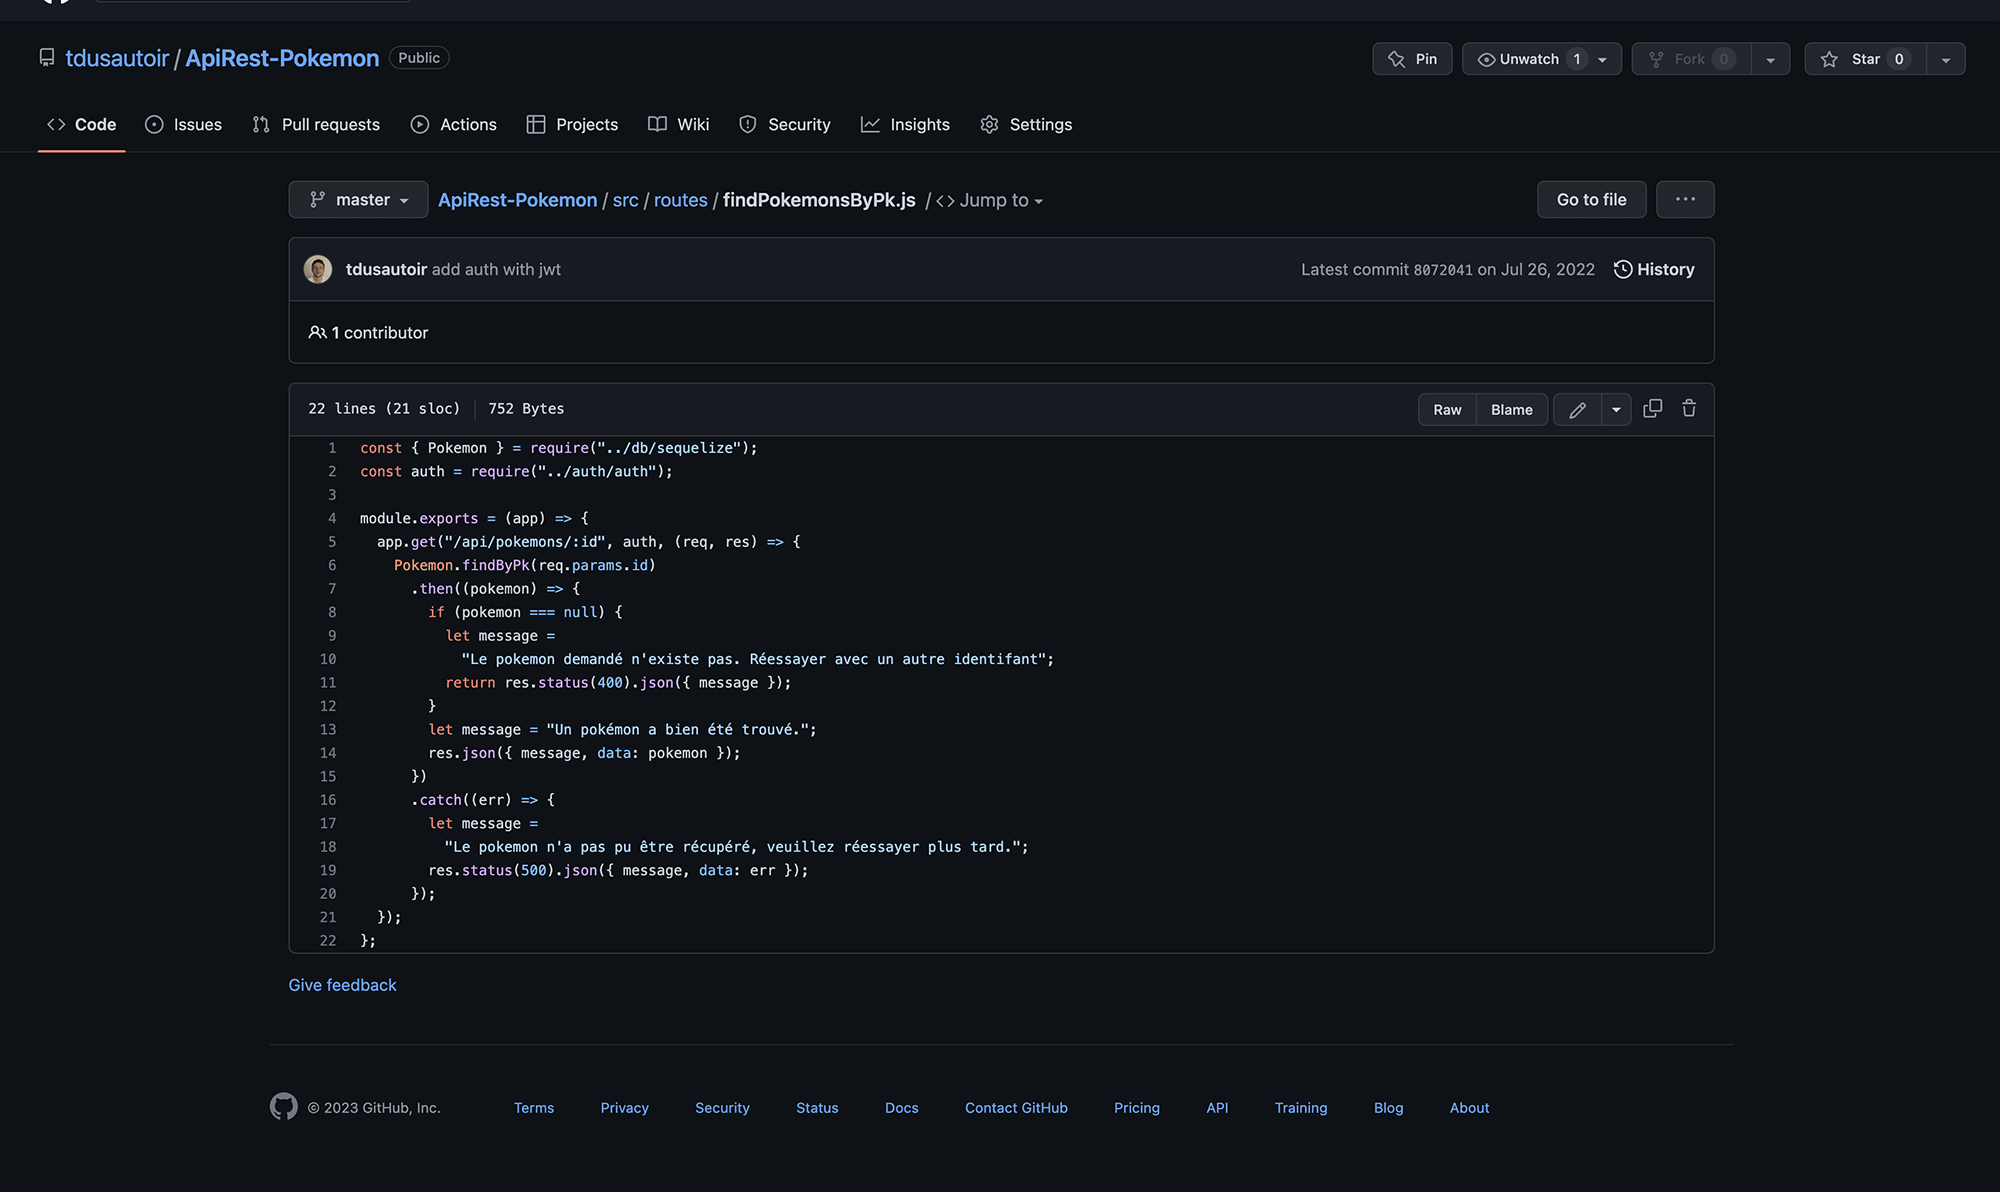 tdusautoir / ApiRest-Pokemon Public
Pin Unwatch 1 Fork 0 Star 0
Code Issues Pull requests Actions Projects Wiki Security Insights Settings
master ApiRest-Pokemon / src / routes / findPokemonsByPk.js / <> Jump to Go to file ...
tdusautoir add auth with jwt Latest commit 8072041 on Jul 26, 2022 History
1 contributor
22 lines (21 sloc) 752 Bytes Raw Blame
1 const { Pokemon } = require("../db/sequelize");
2 const auth = require("../auth/auth");
3
4 module.exports = (app) => {
5 app.get("/api/pokemons/:id", auth, (req, res) => {
6 Pokemon.findByPk(req.params.id)
7 .then((pokemon) => {
8 if (pokemon === null) {
9 let message =
10 "Le pokemon demandé n'existe pas. Réessayer avec un autre identifant";
11 return res.status(400).json({ message });
12 }
13 let message = "Un pokémon a bien été trouvé.";
14 res.json({ message, data: pokemon });
15 })
16 .catch((err) => {
17 let message =
18 "Le pokemon n'a pas pu être récupéré, veuillez réessayer plus tard.";
19 res.status(500).json({ message, data: err });
20 });
21 });
22 };
Give feedback
© 2023 GitHub, Inc. Terms Privacy Security Status Docs Contact GitHub Pricing API Training Blog About